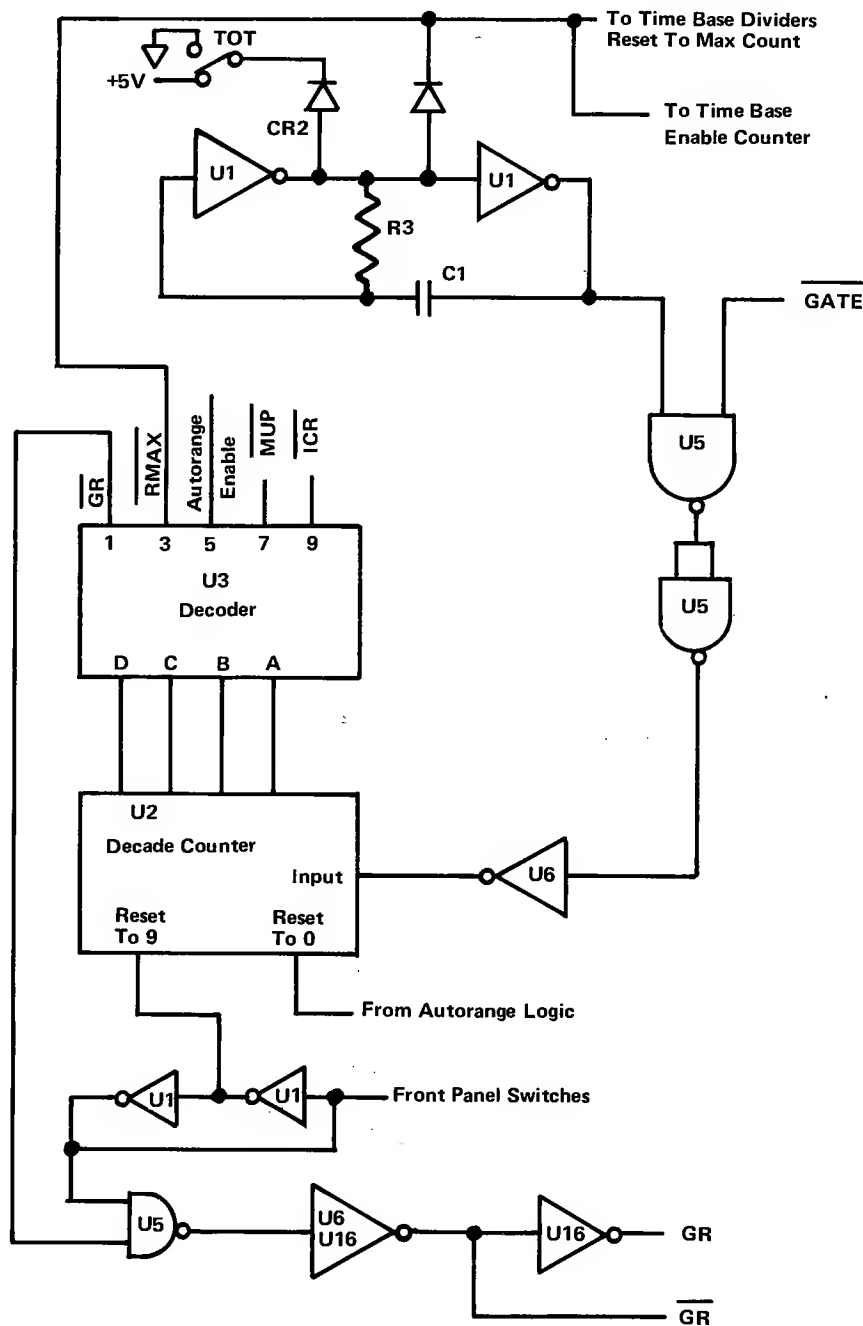 To Time Base Dividers
Reset To Max Count
TOT
+5V
To Time Base
Enable Counter
CR2
U1
U1
R3
C1
GATE
U5
GR
RMAX
Autorange
Enable
MUP
ICR
1 3 5 7 9
U3
Decoder
U5
D C B A
U2
Decade Counter
Input
U6
Reset
To 9
Reset
To 0
From Autorange Logic
U1
U1
Front Panel Switches
U5
U6
U16
U16
GR
GR